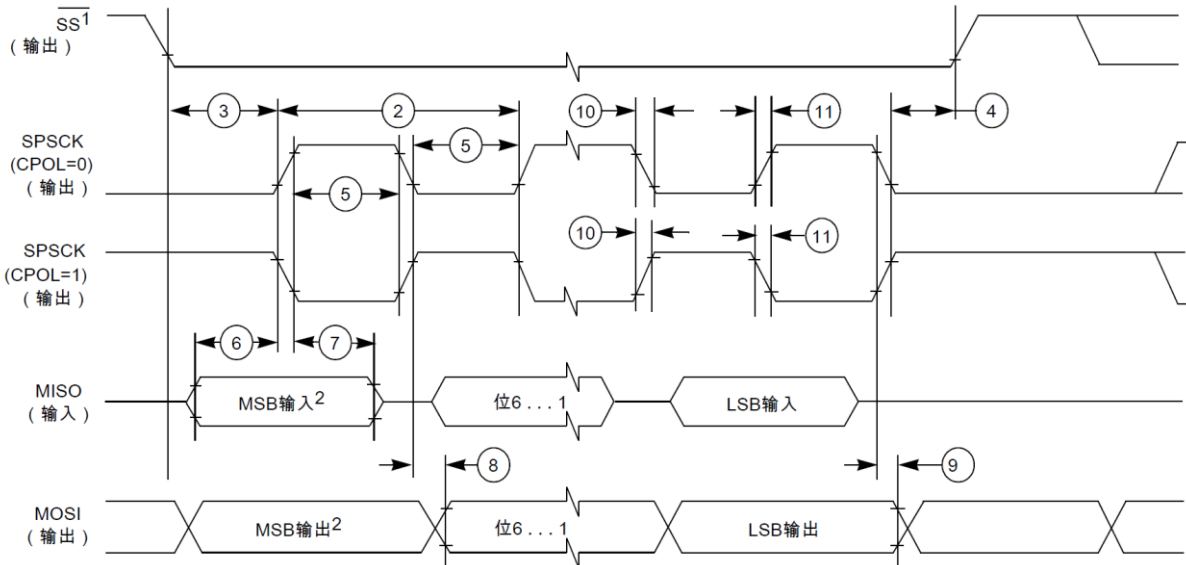 SS1
(输出)
3
2
10
11
4
SPSCK
(CPOL=0)
(输出)
5
5
SPSCK
(CPOL=1)
(输出)
10
11
6
7
MISO
(输入)
MSB输入2
位6 . . . 1
LSB输入
8
9
MOSI
(输出)
MSB输出2
位6 . . . 1
LSB输出